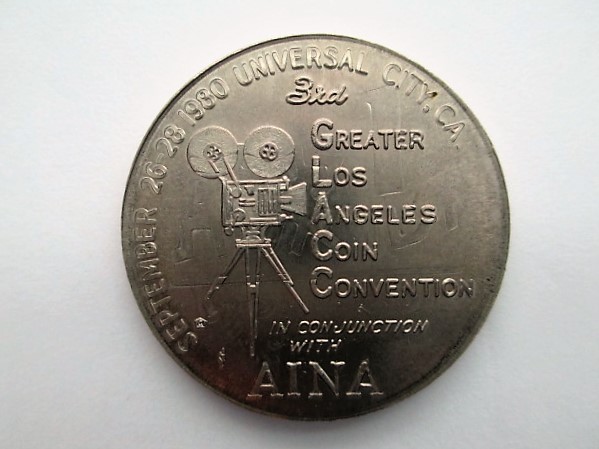 SEPTEMBER 26-28 1980 UNIVERSAL CITY, CA.
3rd
GREATER
LOS
ANGELES
COIN
CONVENTION
IN CONJUNCTION
WITH
AINA